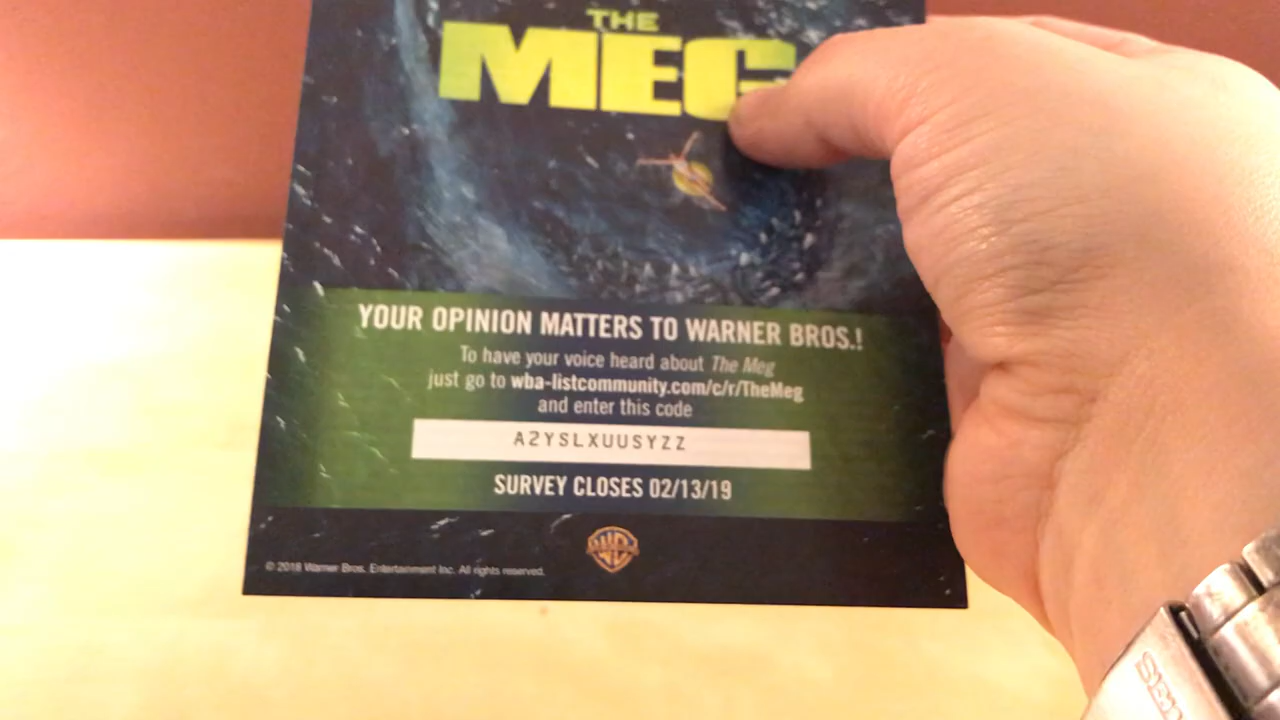 THE
MEG
YOUR OPINION MATTERS TO WARNER BROS.!
To have your voice heard about The Meg
just go to wba-listcommunity.com/c/r/TheMeg
and enter this code
A2YSLXUUSYZZ
SURVEY CLOSES 02/13/19
WB
© 2018 Warner Bros. Entertainment Inc. All rights reserved.